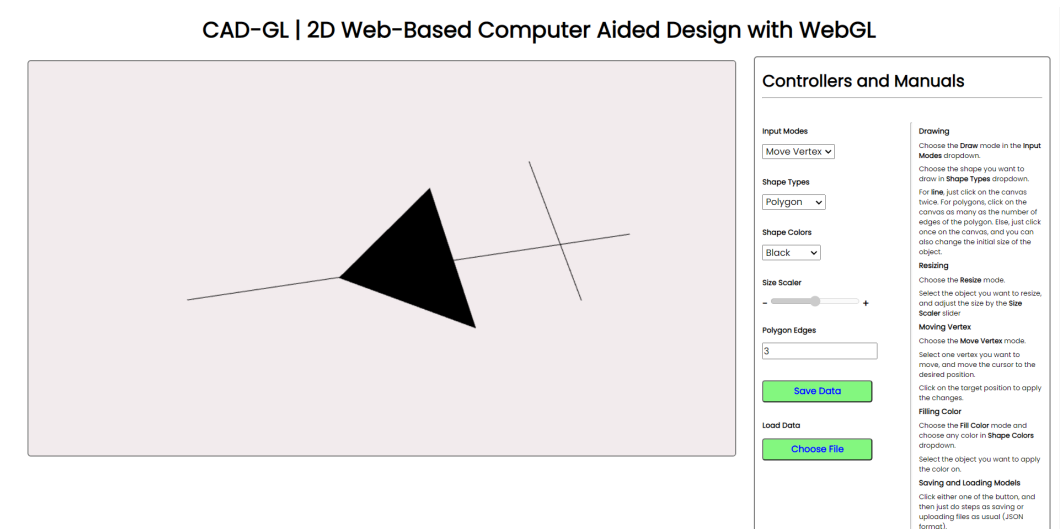 CAD-GL | 2D Web-Based Computer Aided Design with WebGL
Controllers and Manuals
Input Modes
Move Vertex
Shape Types
Polygon
Shape Colors
Black
Size Scaler
- +
Polygon Edges
3
Save Data
Load Data
Choose File
Drawing
Choose the Draw mode in the Input
Modes dropdown.
Choose the shape you want to
draw in Shape Types dropdown.
For line, just click on the canvas
twice. For polygons, click on the
canvas as many as the number of
edges of the polygon. Else, just click
once on the canvas, and you can
also change the initial size of the
object.
Resizing
Choose the Resize mode.
Select the object you want to resize,
and adjust the size by the Size
Scaler slider
Moving Vertex
Choose the Move Vertex mode.
Select one vertex you want to
move, and move the cursor to the
desired position.
Click on the target position to apply
the changes.
Filling Color
Choose the Fill Color mode and
choose any color in Shape Colors
dropdown.
Select the object you want to apply
the color on.
Saving and Loading Models
Click either one of the button, and
then just do steps as saving or
uploading files as usual (JSON
format).